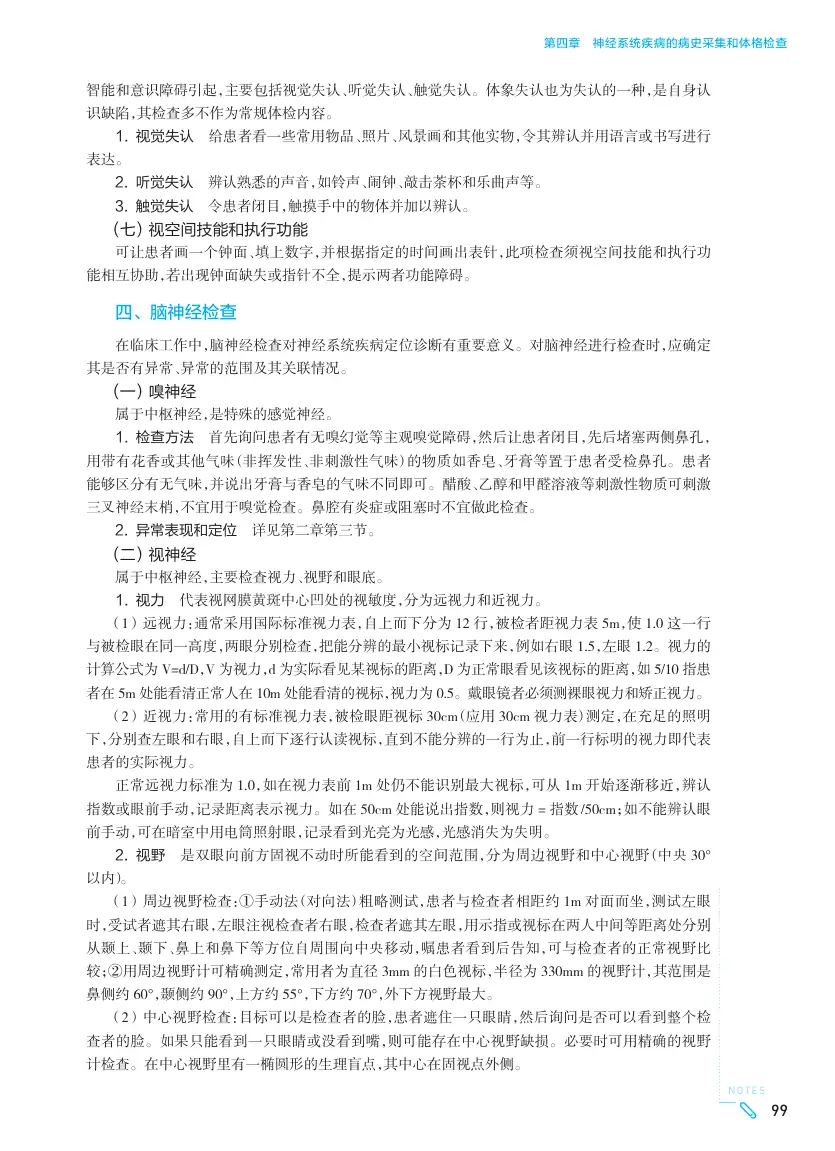 第四章　神经系统疾病的病史采集和体格检查
智能和意识障碍引起，主要包括视觉失认、听觉失认、触觉失认。体象失认也为失认的一种，是自身认
识缺陷，其检查多不作为常规体检内容。
1. 视觉失认　给患者看一些常用物品、照片、风景画和其他实物，令其辨认并用语言或书写进行
表达。
2. 听觉失认　辨认熟悉的声音，如铃声、闹钟、敲击茶杯和乐曲声等。
3. 触觉失认　令患者闭目，触摸手中的物体并加以辨认。
（七）视空间技能和执行功能
可让患者画一个钟面、填上数字，并根据指定的时间画出表针，此项检查须视空间技能和执行功
能相互协助，若出现钟面缺失或指针不全，提示两者功能障碍。
四、脑神经检查
在临床工作中，脑神经检查对神经系统疾病定位诊断有重要意义。对脑神经进行检查时，应确定
其是否有异常、异常的范围及其关联情况。
（一）嗅神经
属于中枢神经，是特殊的感觉神经。
1. 检查方法　首先询问患者有无嗅幻觉等主观嗅觉障碍，然后让患者闭目，先后堵塞两侧鼻孔，
用带有花香或其他气味（非挥发性、非刺激性气味）的物质如香皂、牙膏等置于患者受检鼻孔。患者
能够区分有无气味，并说出牙膏与香皂的气味不同即可。醋酸、乙醇和甲醛溶液等刺激性物质可刺激
三叉神经末梢，不宜用于嗅觉检查。鼻腔有炎症或阻塞时不宜做此检查。
2. 异常表现和定位　详见第二章第三节。
（二）视神经
属于中枢神经，主要检查视力、视野和眼底。
1. 视力　代表视网膜黄斑中心凹处的视敏度，分为远视力和近视力。
（1）远视力：通常采用国际标准视力表，自上而下分为 12 行，被检者距视力表 5m，使 1.0 这一行
与被检眼在同一高度，两眼分别检查，把能分辨的最小视标记录下来，例如右眼 1.5，左眼 1.2。视力的
计算公式为 V=d/D，V 为视力，d 为实际看见某视标的距离，D 为正常眼看见该视标的距离，如 5/10 指患
者在 5m 处能看清正常人在 10m 处能看清的视标，视力为 0.5。戴眼镜者必须测裸眼视力和矫正视力。
（2）近视力：常用的有标准视力表，被检眼距视标 30cm（应用 30cm 视力表）测定，在充足的照明
下，分别查左眼和右眼，自上而下逐行认读视标，直到不能分辨的一行为止，前一行标明的视力即代表
患者的实际视力。
正常远视力标准为 1.0，如在视力表前 1m 处仍不能识别最大视标，可从 1m 开始逐渐移近，辨认
指数或眼前手动，记录距离表示视力。如在 50cm 处能说出指数，则视力 = 指数/50cm；如不能辨认眼
前手动，可在暗室中用电筒照射眼，记录看到光亮为光感，光感消失为失明。
2. 视野　是双眼向前方固视不动时所能看到的空间范围，分为周边视野和中心视野（中央 30°
以内）。
（1）周边视野检查：①手动法（对向法）粗略测试，患者与检查者相距约 1m 对面而坐，测试左眼
时，受试者遮其右眼，左眼注视检查者右眼，检查者遮其左眼，用示指或视标在两人中间等距离处分别
从颞上、颞下、鼻上和鼻下等方位自周围向中央移动，嘱患者看到后告知，可与检查者的正常视野比
较；②用周边视野计可精确测定，常用者为直径 3mm 的白色视标，半径为 330mm 的视野计，其范围是
鼻侧约 60°，颞侧约 90°，上方约 55°，下方约 70°，外下方视野最大。
（2）中心视野检查：目标可以是检查者的脸，患者遮住一只眼睛，然后询问是否可以看到整个检
查者的脸。如果只能看到一只眼睛或没看到嘴，则可能存在中心视野缺损。必要时可用精确的视野
计检查。在中心视野里有一椭圆形的生理盲点，其中心在固视点外侧。
NOTES
99